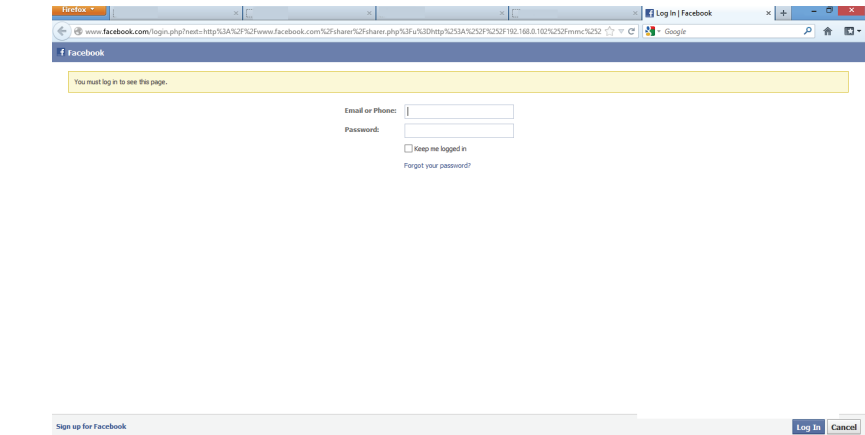 Firefox
Log In | Facebook
www.facebook.com/login.php?next=http%3A%2F%2Fwww.facebook.com%2Fsharer%2Fsharer.php%3Fu%3Dhttp%253A%252F%252F192.168.0.102%252Fmmc%252
Google
Facebook
You must log in to see this page.
Email or Phone:
Password:
Keep me logged in
Forgot your password?
Sign up for Facebook
Log In
Cancel